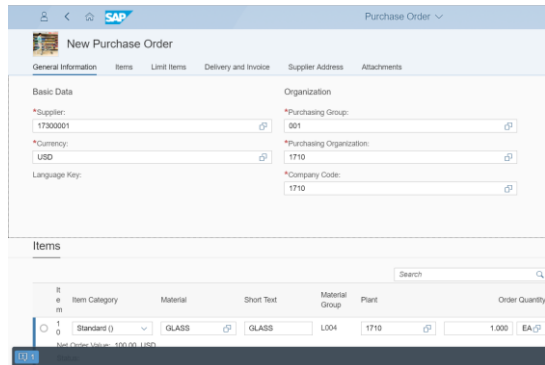 SAP Purchase Order
New Purchase Order
General Information Items Limit Items Delivery and Invoice Supplier Address Attachments
Basic Data Organization
*Supplier: *Purchasing Group:
17300001 001
*Currency: *Purchasing Organization:
USD 1710
Language Key: *Company Code:
1710
Items
Search
Item Item Category Material Short Text Material Group Plant Order Quantity
10 Standard () GLASS GLASS L004 1710 1.000 EA
Net Order Value: 100.00 USD
1